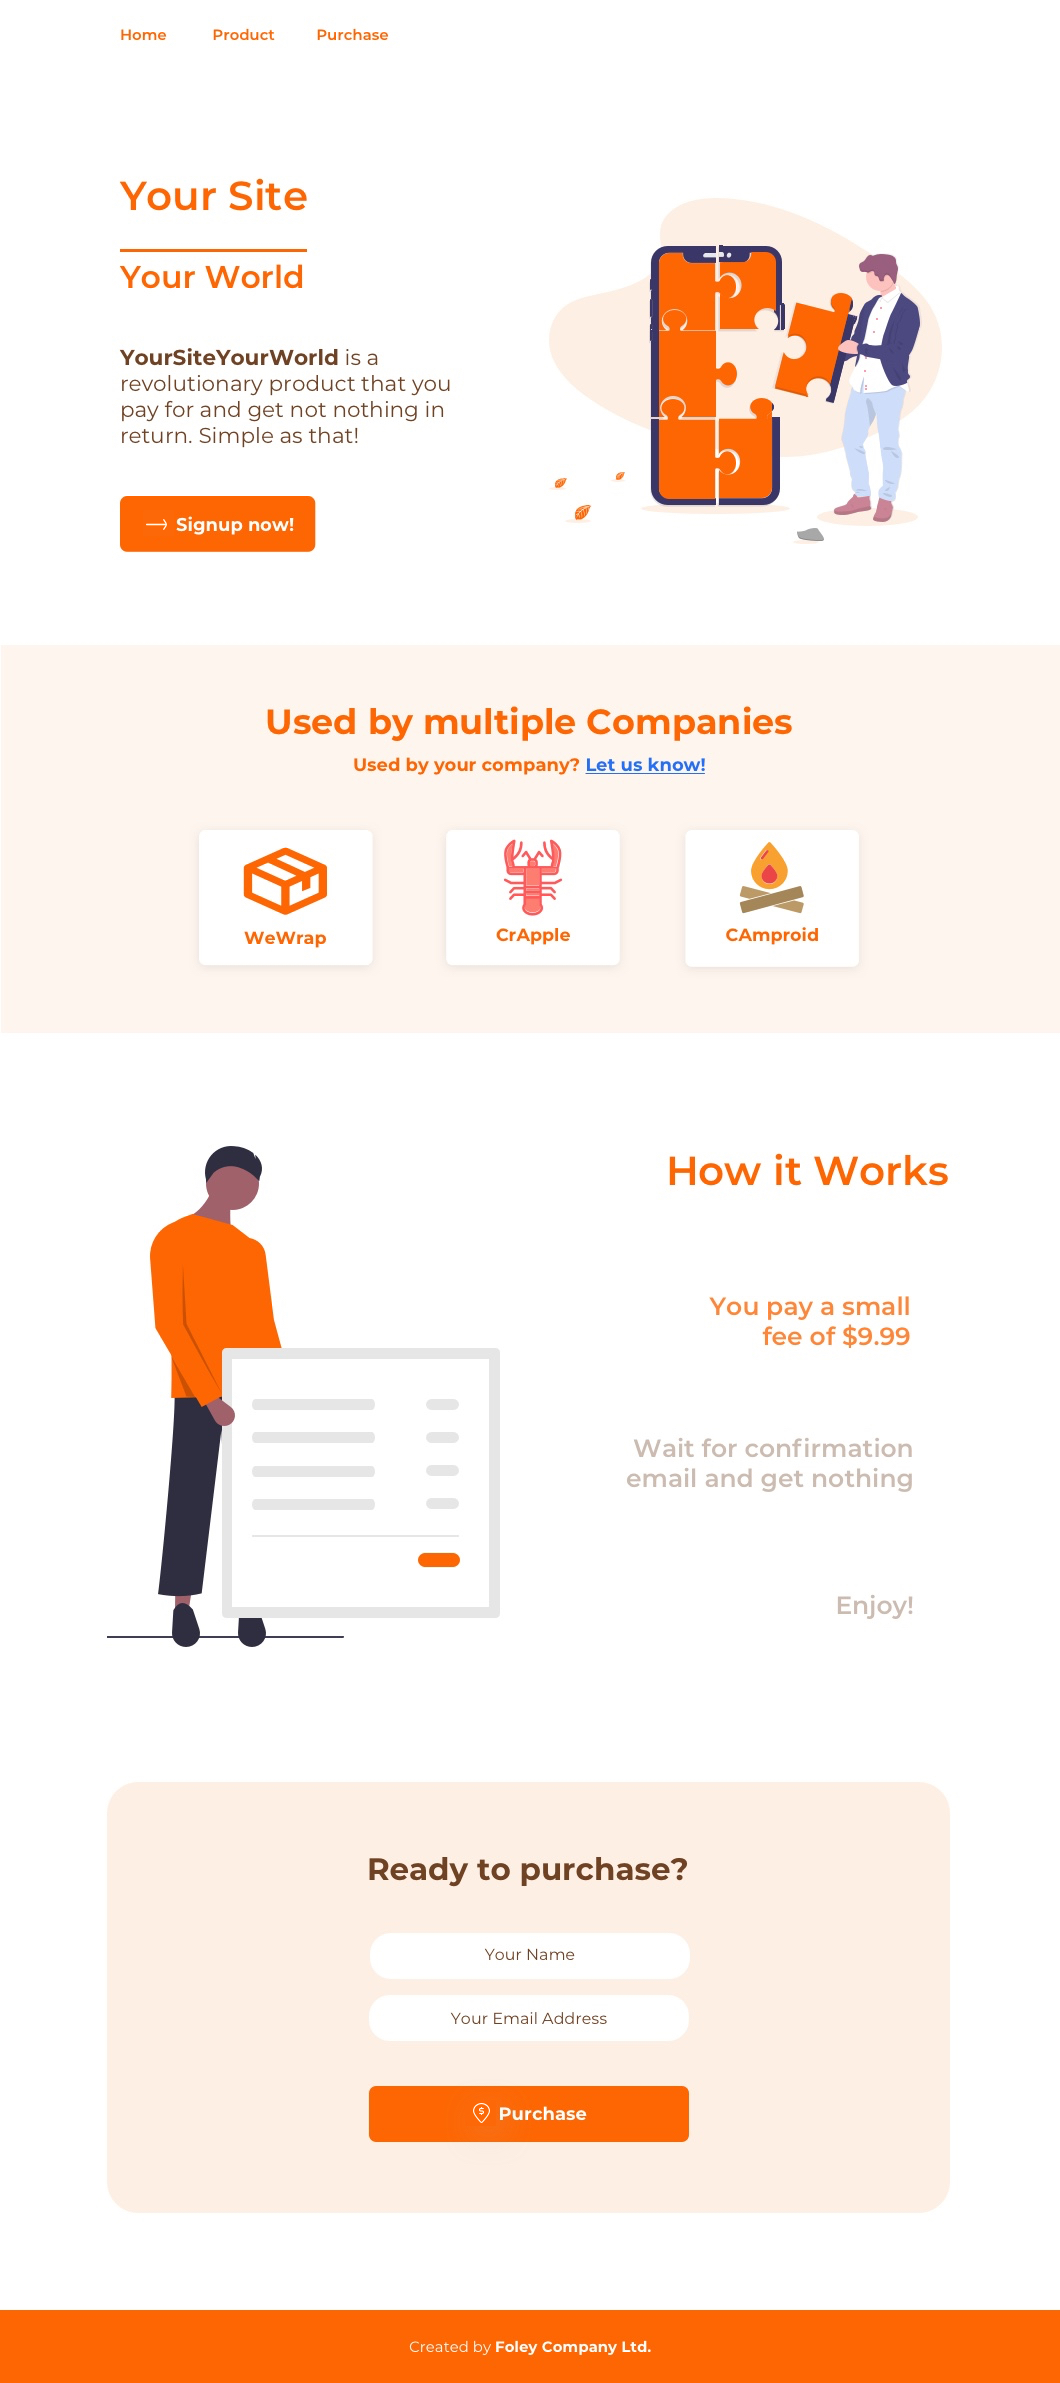 Home Product Purchase
Your Site
Your World
YourSiteYourWorld is a
revolutionary product that you
pay for and get not nothing in
return. Simple as that!
Signup now!
Used by multiple Companies
Used by your company? Let us know!
WeWrap
CrApple
CAmproid
How it Works
You pay a small
fee of $9.99
Wait for confirmation
email and get nothing
Enjoy!
Ready to purchase?
Your Name
Your Email Address
$ Purchase
Created by Foley Company Ltd.